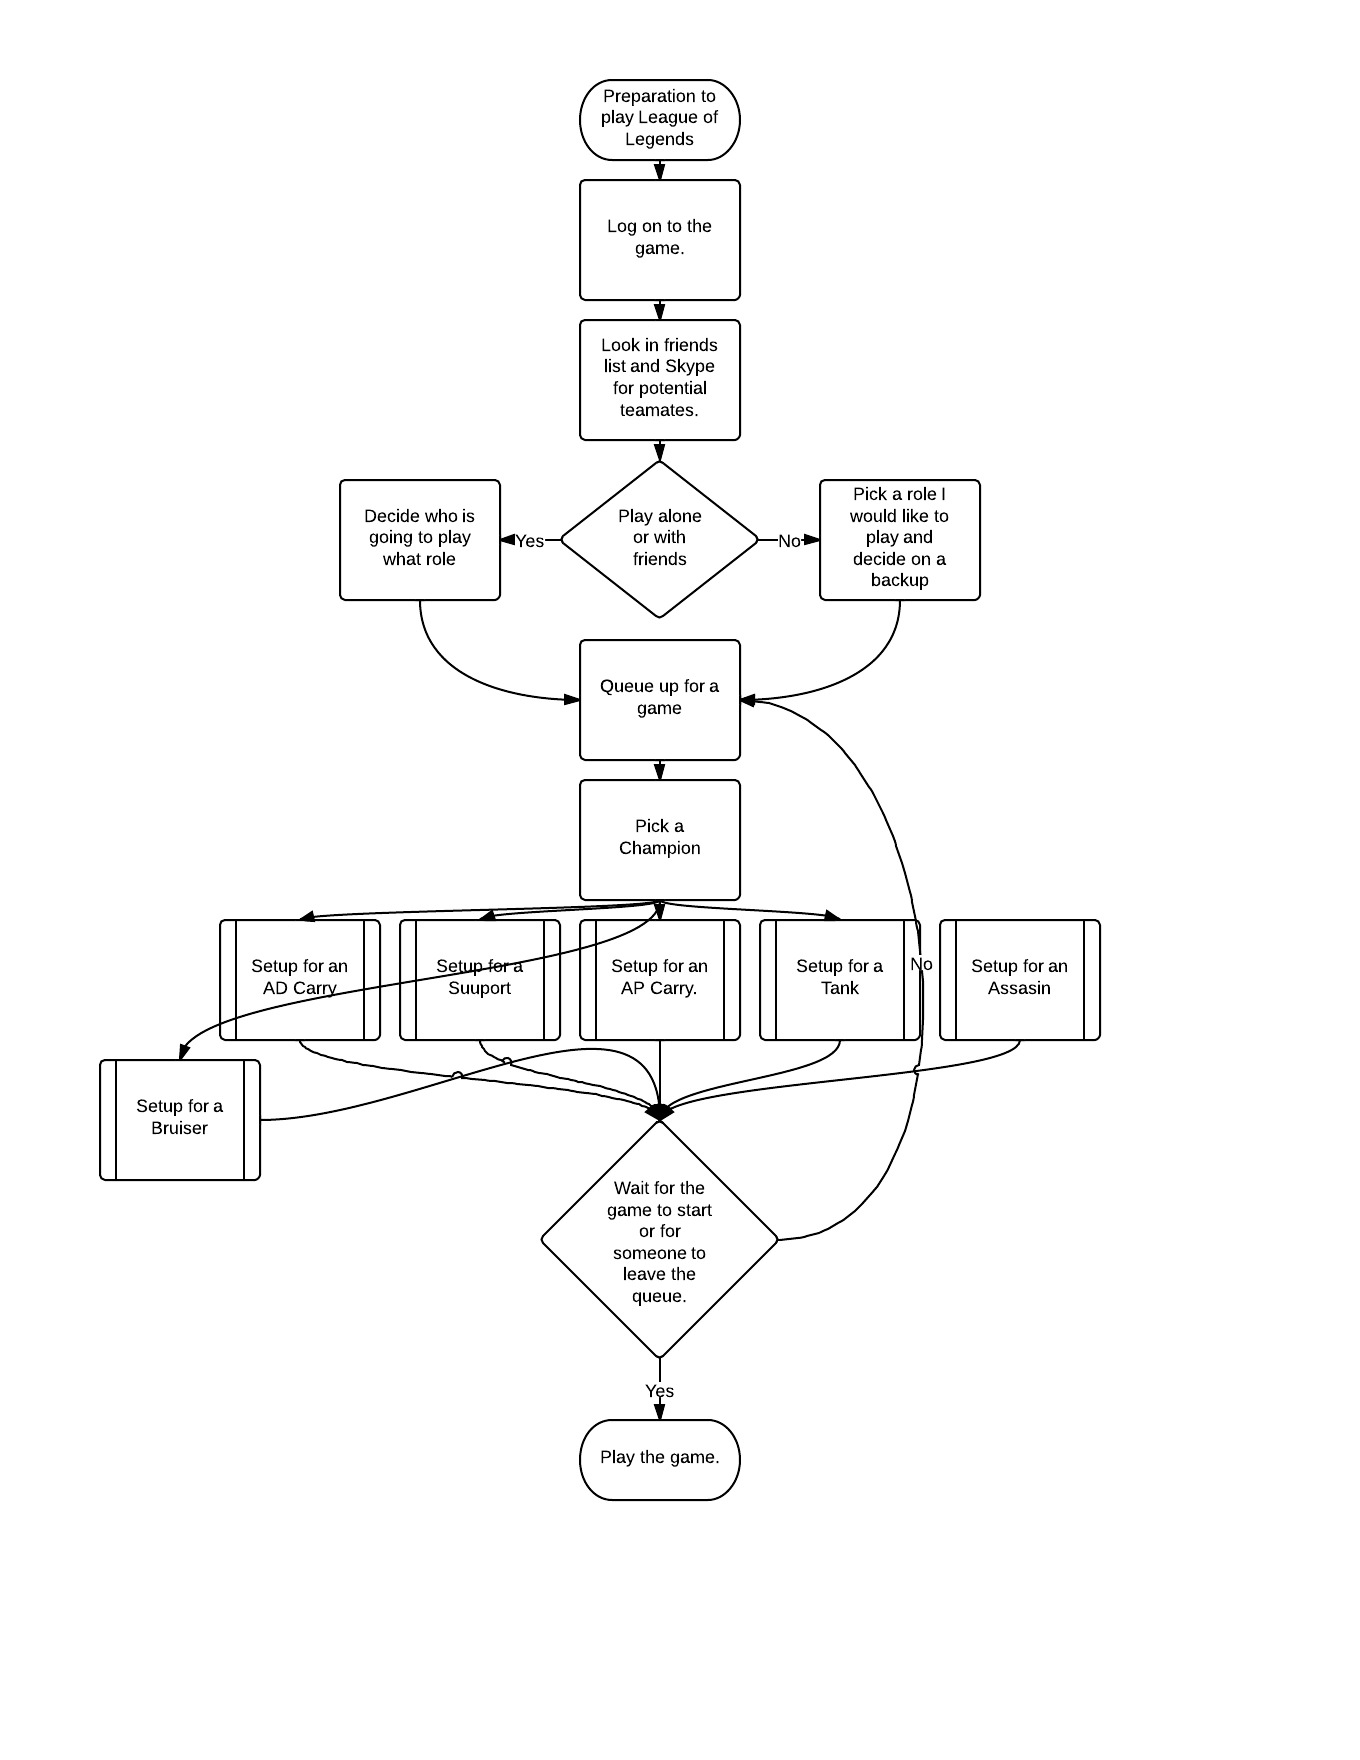 Preparation to
play League of
Legends
Log on to the
game.
Look in friends
list and Skype
for potential
teamates.
Decide who is
going to play
what role
Yes
Play alone
or with
friends
No
Pick a role I
would like to
play and
decide on a
backup
Queue up for a
game
Pick a
Champion
Setup for an
AD Carry
Setup for a
Suuport
Setup for an
AP Carry.
Setup for a
Tank
No
Setup for an
Assasin
Setup for a
Bruiser
Wait for the
game to start
or for
someone to
leave the
queue.
Yes
Play the game.